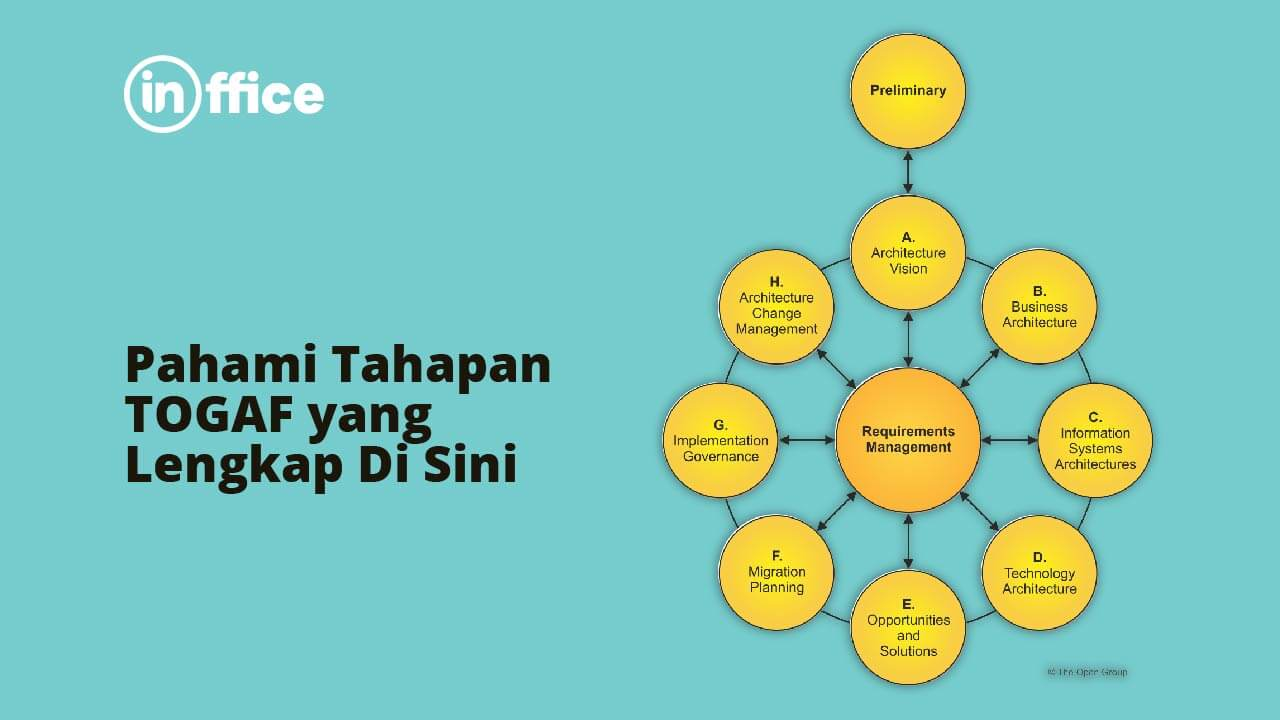 inffice
Pahami Tahapan
TOGAF yang
Lengkap Di Sini
Preliminary
A.
Architecture
Vision
B.
Business
Architecture
C.
Information
Systems
Architectures
D.
Technology
Architecture
E.
Opportunities
and
Solutions
F.
Migration
Planning
G.
Implementation
Governance
H.
Architecture
Change
Management
Requirements
Management
© The Open Group